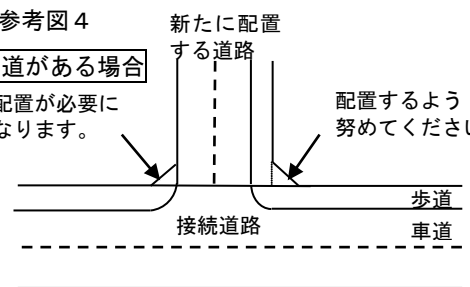 参考図４
新たに配置
する道路
道がある場合
配置が必要に
なります。
配置するよう
努めてください
歩道
接続道路
車道